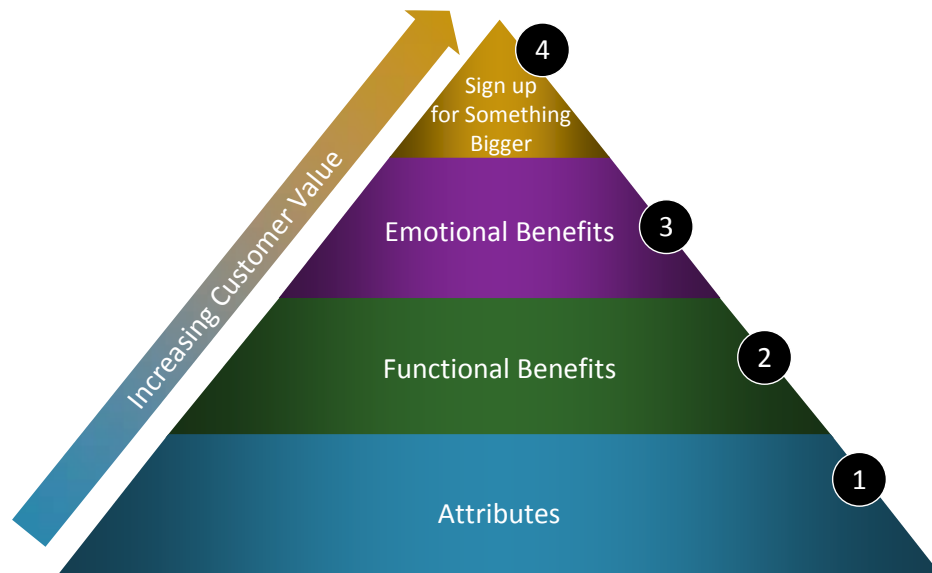 4
Sign up
for Something
Bigger
Increasing Customer Value
Emotional Benefits
3
Functional Benefits
2
Attributes
1